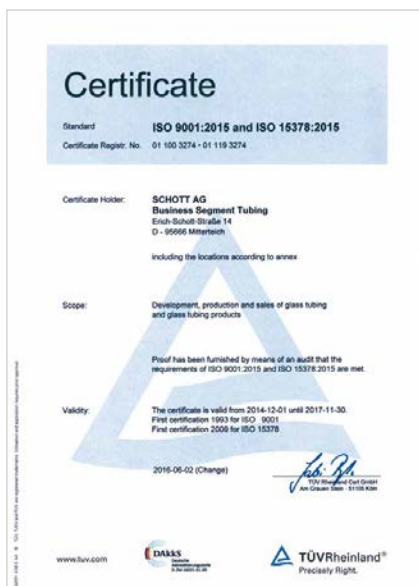 Certificate
Standard ISO 9001:2015 and ISO 15378:2015
Certificate Registr. No. 01 100 3274 • 01 119 3274
Certificate Holder: SCHOTT AG
Business Segment Tubing
Erich-Schott-Straße 14
D - 95666 Mitterteich
including the locations according to annex
Scope: Development, production and sales of glass tubing
and glass tubing products
Proof has been furnished by means of an audit that the
requirements of ISO 9001:2015 and ISO 15378:2015 are met.
Validity: The certificate is valid from 2014-12-01 until 2017-11-30.
First certification 1993 for ISO 9001
First certification 2009 for ISO 15378
2016-06-02 (Change)
TÜV Rheinland Cert GmbH
Am Grauen Stein · 51105 Köln
www.tuv.com
DAkkS
Deutsche
Akkreditierungsstelle
TÜVRheinland®
Precisely Right.